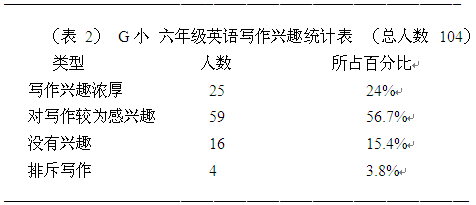 （表 2） G小 六年级英语写作兴趣统计表 （总人数 104）
类型 人数 所占百分比
写作兴趣浓厚 25 24%
对写作较为感兴趣 59 56.7%
没有兴趣 16 15.4%
排斥写作 4 3.8%